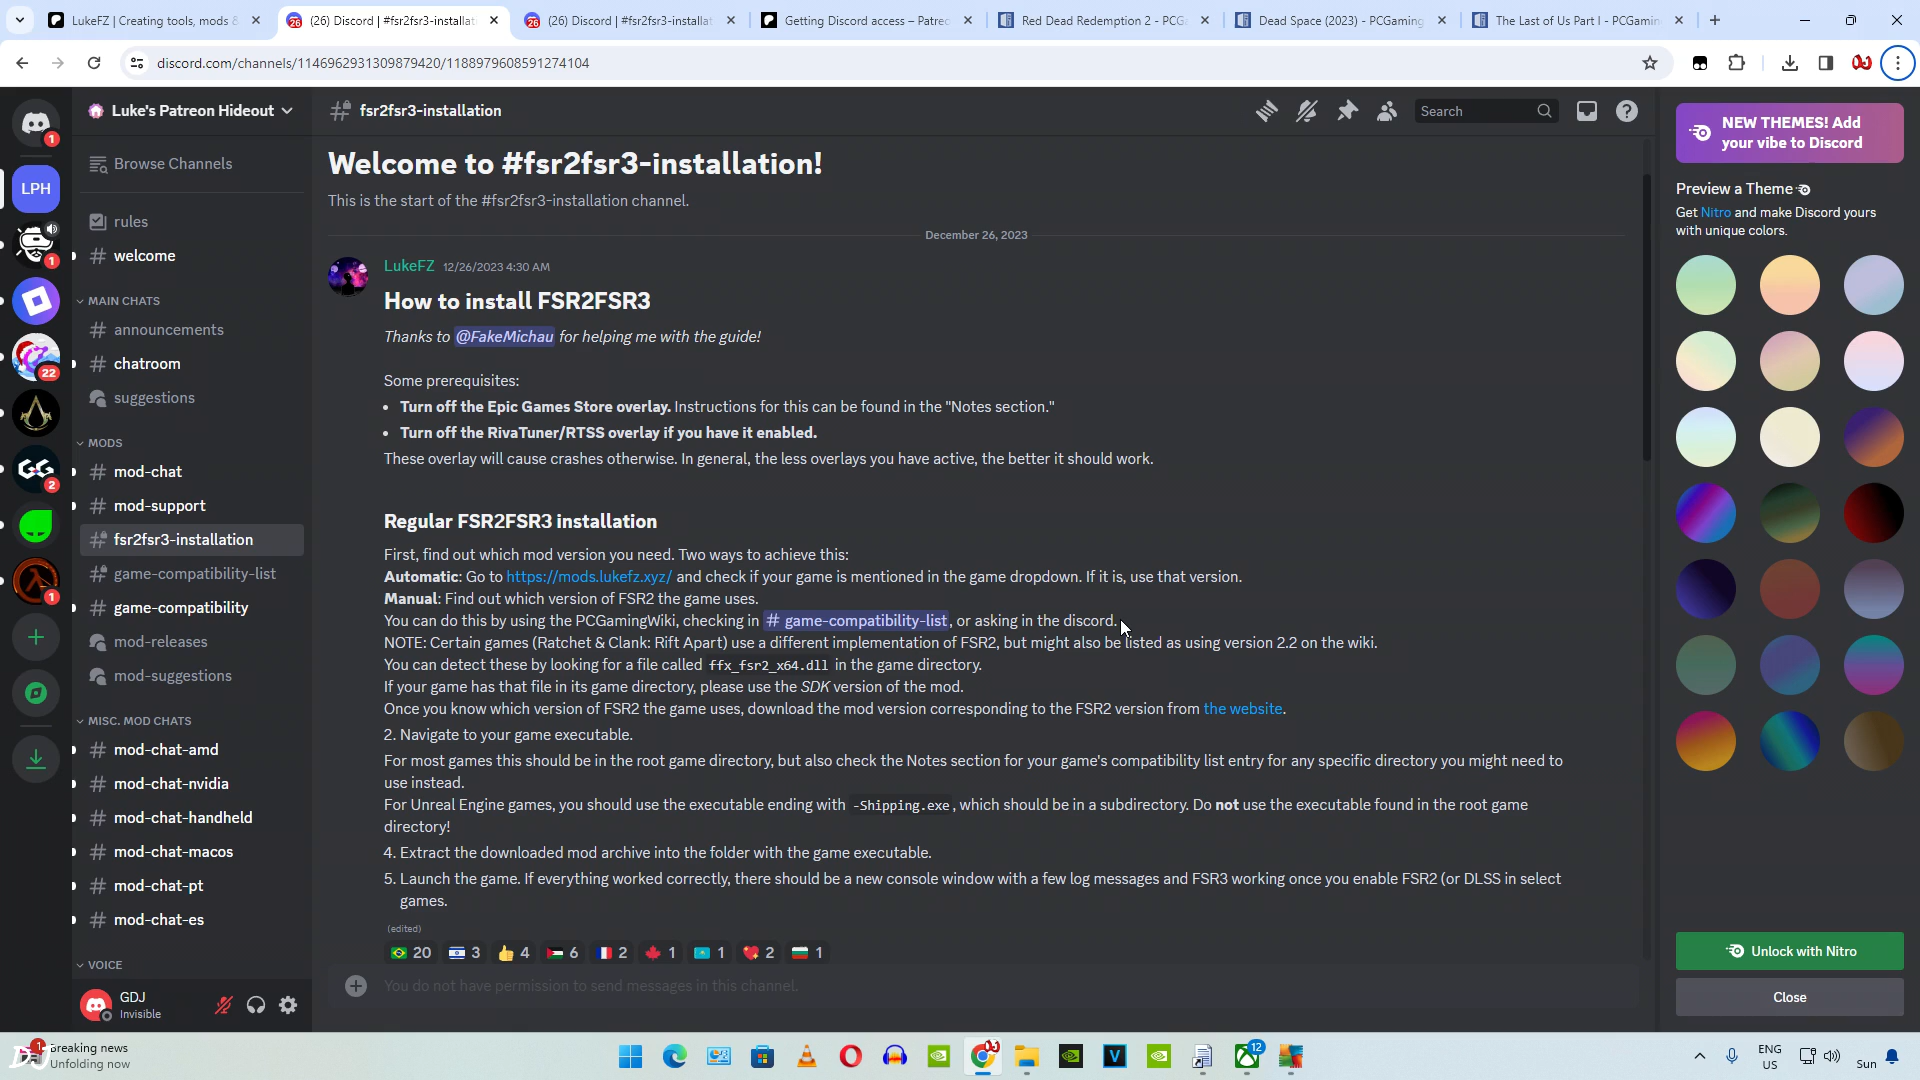 LukeFZ | Creating tools, mods &
(26) Discord | #fsr2fsr3-installat
(26) Discord | #fsr2fsr3-installat
Getting Discord access – Patreo
Red Dead Redemption 2 - PCGa
Dead Space (2023) - PCGaming
The Last of Us Part I - PCGamin
discord.com/channels/1146962931309879420/1188979608591274104
Luke's Patreon Hideout
fsr2fsr3-installation
Search
NEW THEMES! Add
your vibe to Discord
Preview a Theme
Get Nitro and make Discord yours
with unique colors.
Unlock with Nitro
Close
1
LPH
1
22
2
1
Browse Channels
rules
welcome
MAIN CHATS
announcements
chatroom
suggestions
MODS
mod-chat
mod-support
fsr2fsr3-installation
game-compatibility-list
game-compatibility
mod-releases
mod-suggestions
MISC. MOD CHATS
mod-chat-amd
mod-chat-nvidia
mod-chat-handheld
mod-chat-macos
mod-chat-pt
mod-chat-es
VOICE
GDJ
Invisible
Welcome to #fsr2fsr3-installation!
This is the start of the #fsr2fsr3-installation channel.
December 26, 2023
LukeFZ 12/26/2023 4:30 AM
How to install FSR2FSR3
Thanks to @FakeMichau for helping me with the guide!
Some prerequisites:
• Turn off the Epic Games Store overlay. Instructions for this can be found in the "Notes section."
• Turn off the RivaTuner/RTSS overlay if you have it enabled.
These overlay will cause crashes otherwise. In general, the less overlays you have active, the better it should work.
Regular FSR2FSR3 installation
First, find out which mod version you need. Two ways to achieve this:
Automatic: Go to https://mods.lukefz.xyz/ and check if your game is mentioned in the game dropdown. If it is, use that version.
Manual: Find out which version of FSR2 the game uses.
You can do this by using the PCGamingWiki, checking in # game-compatibility-list, or asking in the discord.
NOTE: Certain games (Ratchet & Clank: Rift Apart) use a different implementation of FSR2, but might also be listed as using version 2.2 on the wiki.
You can detect these by looking for a file called ffx_fsr2_x64.dll in the game directory.
If your game has that file in its game directory, please use the SDK version of the mod.
Once you know which version of FSR2 the game uses, download the mod version corresponding to the FSR2 version from the website.
2. Navigate to your game executable.
For most games this should be in the root game directory, but also check the Notes section for your game's compatibility list entry for any specific directory you might need to
use instead.
For Unreal Engine games, you should use the executable ending with -Shipping.exe, which should be in a subdirectory. Do not use the executable found in the root game
directory!
4. Extract the downloaded mod archive into the folder with the game executable.
5. Launch the game. If everything worked correctly, there should be a new console window with a few log messages and FSR3 working once you enable FSR2 (or DLSS in select
games.
(edited)
20 3 4 6 2 1 1 2 1
You do not have permission to send messages in this channel.
1
Breaking news
Unfolding now
12
ENG
US
Sun